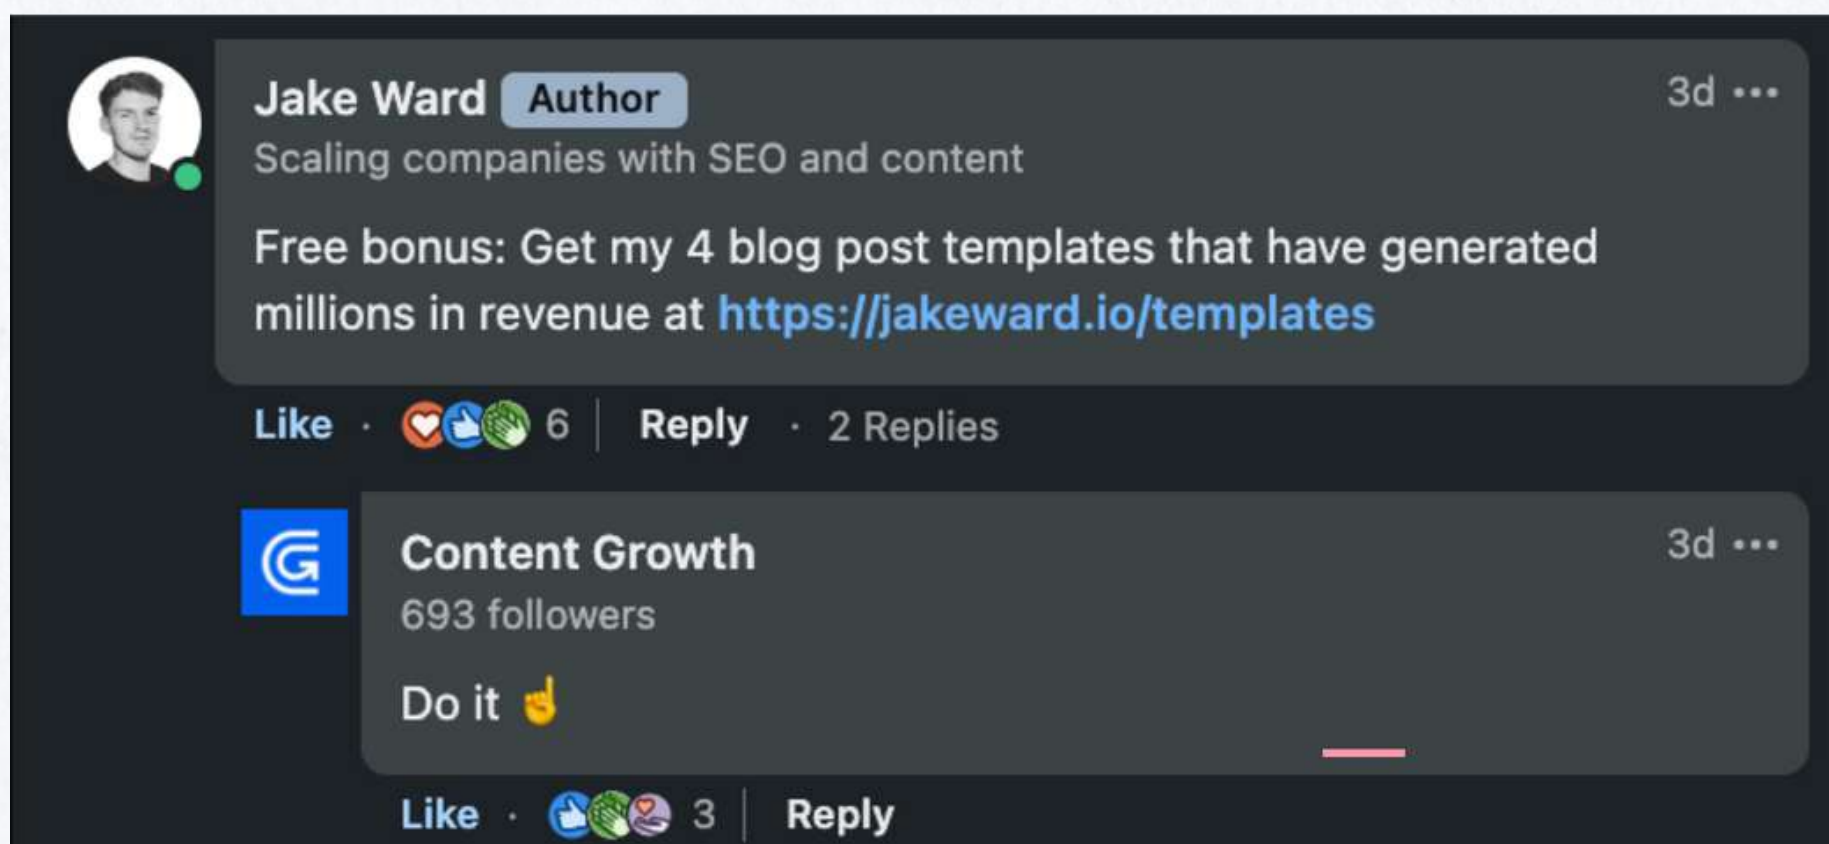 Jake Ward Author 3d
Scaling companies with SEO and content
Free bonus: Get my 4 blog post templates that have generated
millions in revenue at https://jakeward.io/templates
Like · 6 | Reply · 2 Replies
Content Growth 3d
693 followers
Do it ☝️
Like · 3 | Reply